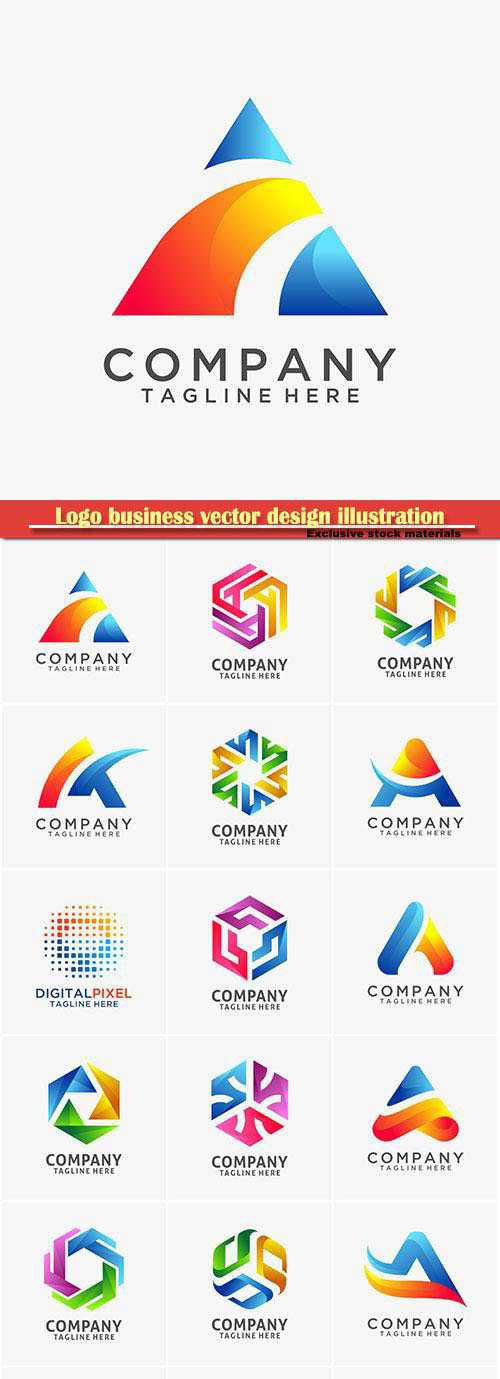 COMPANY
TAGLINE HERE
Logo business vector design illustration
Exclusive stock materials
COMPANY
TAGLINE HERE
COMPANY
TAGLINE HERE
COMPANY
TAGLINE HERE
COMPANY
TAGLINE HERE
COMPANY
TAGLINE HERE
COMPANY
TAGLINE HERE
DIGITALPIXEL
TAGLINE HERE
COMPANY
TAGLINE HERE
COMPANY
TAGLINE HERE
COMPANY
TAGLINE HERE
COMPANY
TAGLINE HERE
COMPANY
TAGLINE HERE
COMPANY
TAGLINE HERE
COMPANY
TAGLINE HERE
COMPANY
TAGLINE HERE